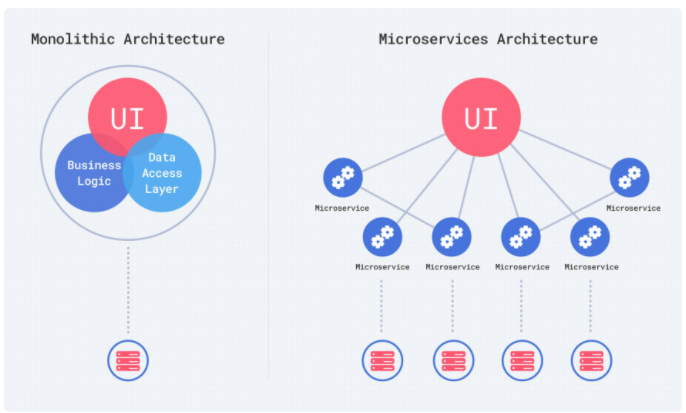 Monolithic Architecture
UI
Business
Logic
Data
Access
Layer
Microservices Architecture
UI
Microservice
Microservice
Microservice
Microservice
Microservice
Microservice